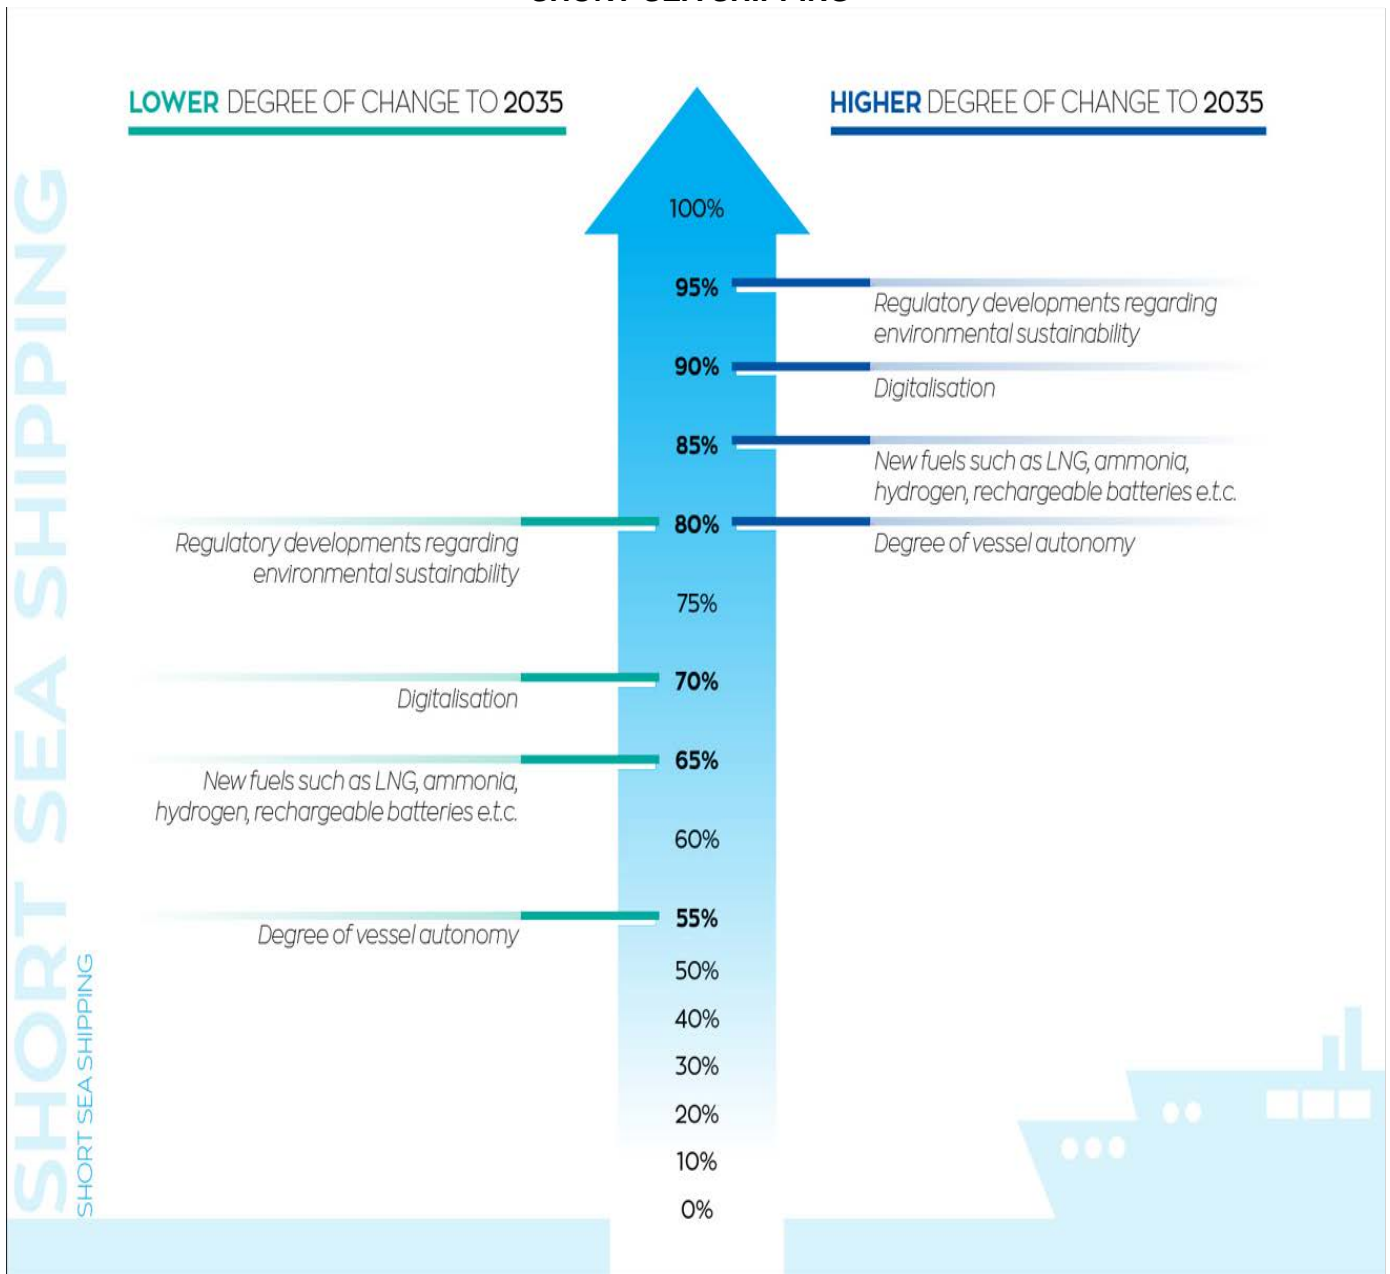 SHORT SEA SHIPPING
LOWER DEGREE OF CHANGE TO 2035
HIGHER DEGREE OF CHANGE TO 2035
100%
95%
Regulatory developments regarding
environmental sustainability
90%
Digitalisation
85%
New fuels such as LNG, ammonia,
hydrogen, rechargeable batteries e.t.c.
80%
Regulatory developments regarding
environmental sustainability
Degree of vessel autonomy
75%
70%
Digitalisation
65%
New fuels such as LNG, ammonia,
hydrogen, rechargeable batteries e.t.c.
60%
55%
Degree of vessel autonomy
50%
40%
30%
20%
10%
0%
SHORT SEA SHIPPING
SHORT SEA SHIPPING